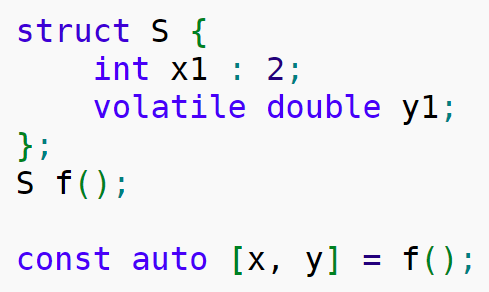 struct S {
    int x1 : 2;
    volatile double y1;
};
S f();

const auto [x, y] = f();